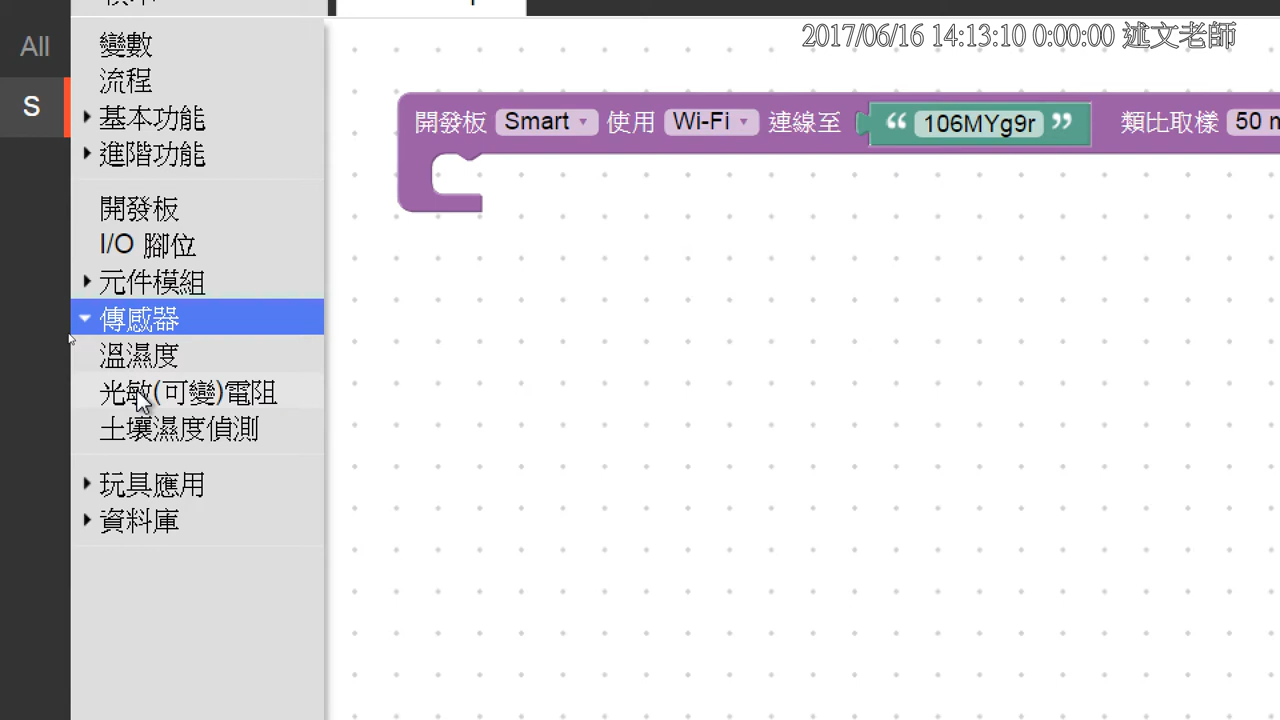 2017/06/16 14:13:10 0:00:00 述文老師
All
S
變數
流程
基本功能
進階功能
開發板
I/O 腳位
元件模組
傳感器
溫濕度
光敏(可變)電阻
土壤濕度偵測
玩具應用
資料庫
開發板 Smart 使用 Wi-Fi 連線至 “ 106MYg9r ” 類比取樣 50